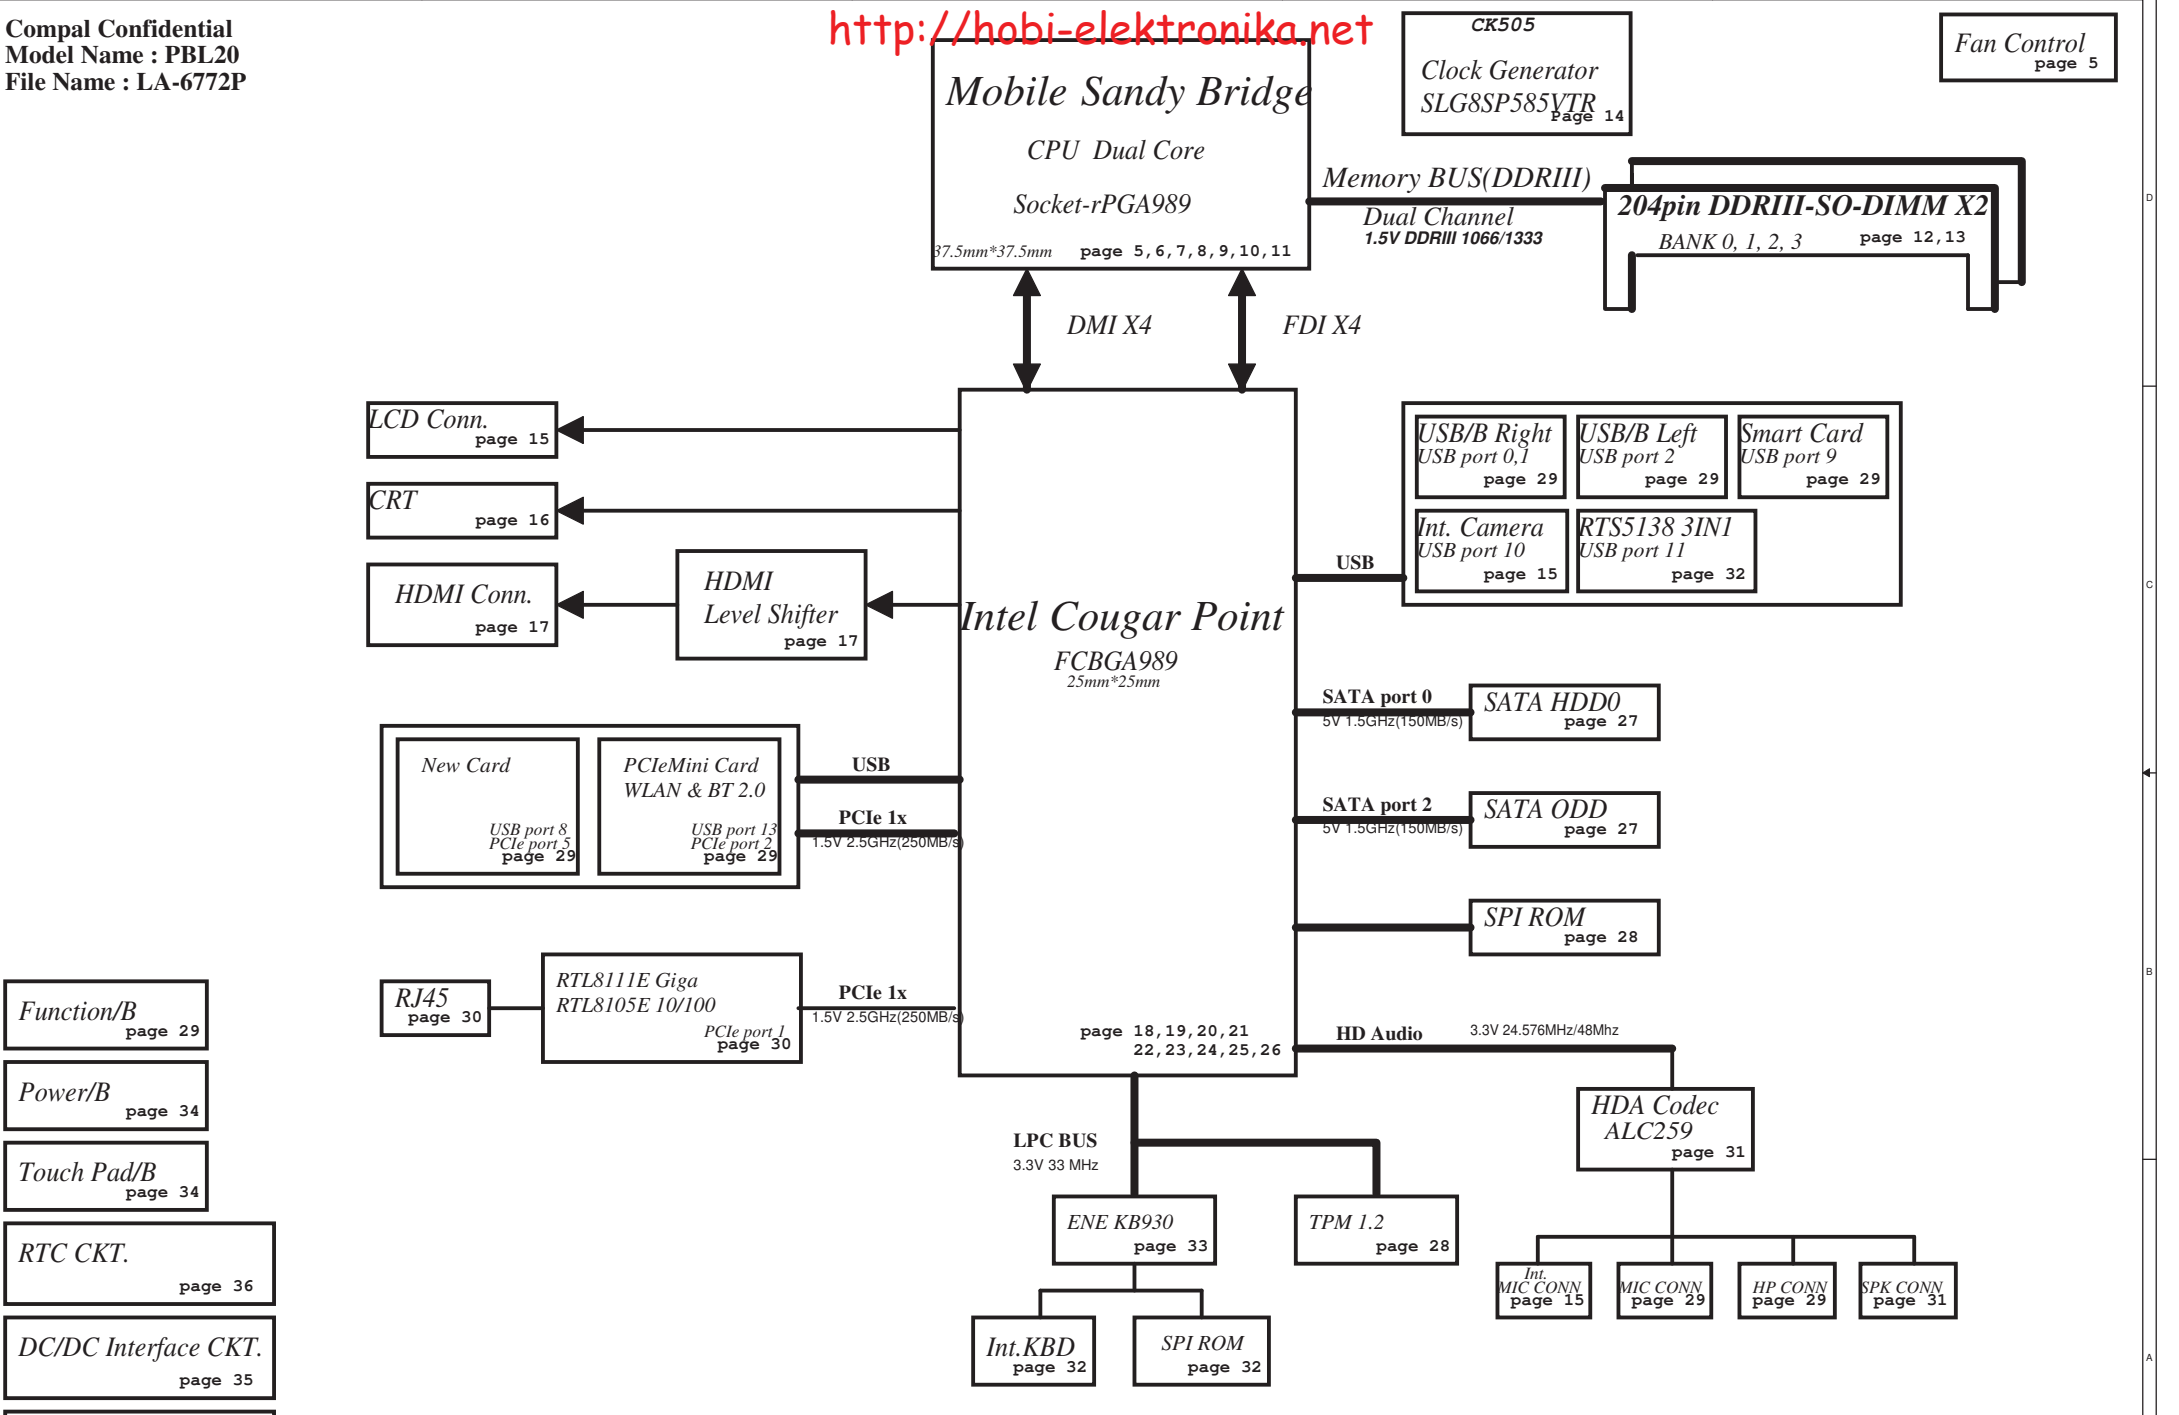 Compal Confidential
Model Name : PBL20
File Name : LA-6772P
http://hobi-elektronika.net
Mobile Sandy Bridge
CPU Dual Core
Socket-rPGA989
37.5mm*37.5mm
page 5,6,7,8,9,10,11
CK505
Clock Generator
SLG8SP585VTR
Page 14
Fan Control
page 5
Memory BUS(DDRIII)
Dual Channel
1.5V DDRIII 1066/1333
204pin DDRIII-SO-DIMM X2
BANK 0, 1, 2, 3
page 12,13
D
DMI X4
FDI X4
LCD Conn.
page 15
CRT
page 16
HDMI Conn.
page 17
HDMI
Level Shifter
page 17
Intel Cougar Point
FCBGA989
25mm*25mm
page 18,19,20,21
22,23,24,25,26
USB
USB/B Right
USB port 0,1
page 29
USB/B Left
USB port 2
page 29
Smart Card
USB port 9
page 29
Int. Camera
USB port 10
page 15
RTS5138 3IN1
USB port 11
page 32
C
SATA port 0
5V 1.5GHz(150MB/s)
SATA HDD0
page 27
SATA port 2
5V 1.5GHz(150MB/s)
SATA ODD
page 27
SPI ROM
page 28
New Card
USB port 8
PCIe port 5
page 29
PCIeMini Card
WLAN & BT 2.0
USB port 13
PCIe port 2
page 29
USB
PCIe 1x
1.5V 2.5GHz(250MB/s)
RJ45
page 30
RTL8111E Giga
RTL8105E 10/100
PCIe port 1
page 30
PCIe 1x
1.5V 2.5GHz(250MB/s)
B
HD Audio
3.3V 24.576MHz/48Mhz
HDA Codec
ALC259
page 31
Int.
MIC CONN
page 15
MIC CONN
page 29
HP CONN
page 29
SPK CONN
page 31
LPC BUS
3.3V 33 MHz
ENE KB930
page 33
TPM 1.2
page 28
Int.KBD
page 32
SPI ROM
page 32
Function/B
page 29
Power/B
page 34
Touch Pad/B
page 34
RTC CKT.
page 36
DC/DC Interface CKT.
page 35
A